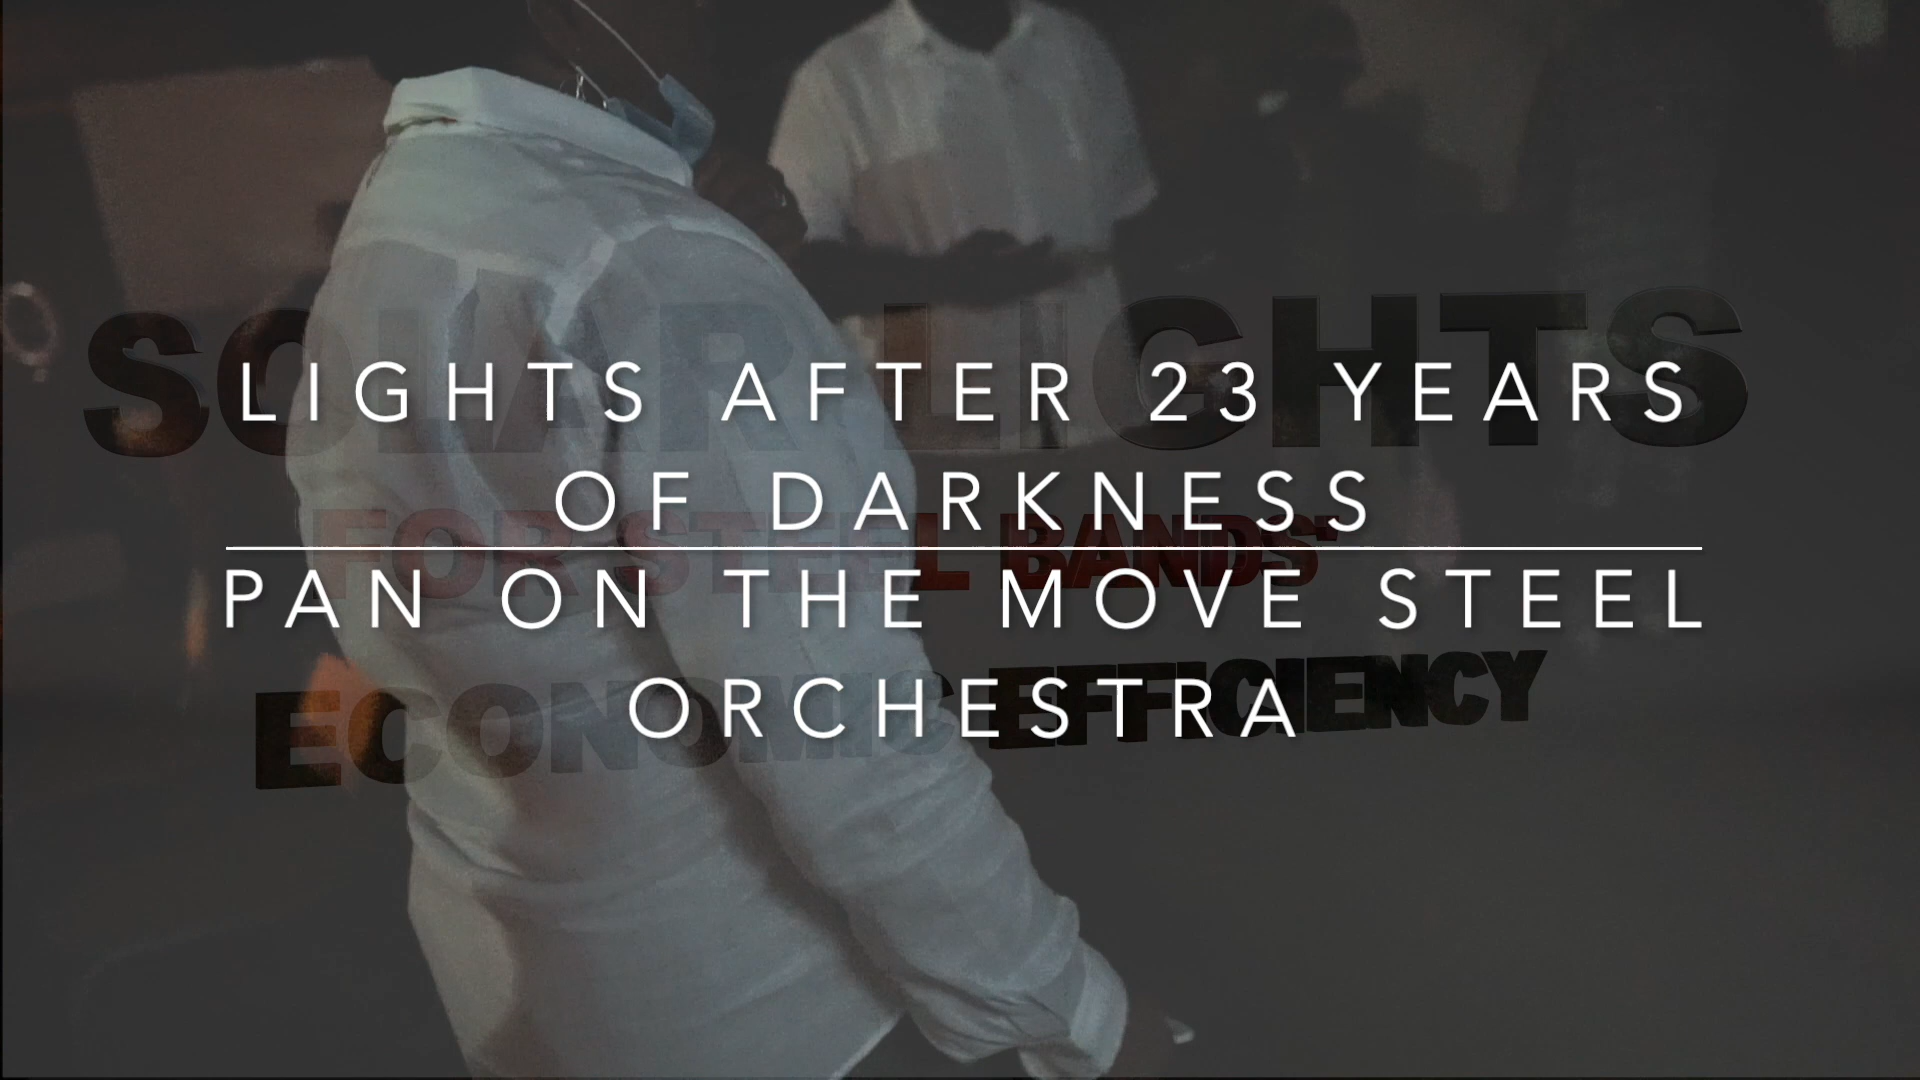 LIGHTS AFTER 23 YEARS
OF DARKNESS
PAN ON THE MOVE STEEL
ORCHESTRA
SOLAR LIGHTS
FOR STEEL BANDS'
ECONOMIC EFFICIENCY